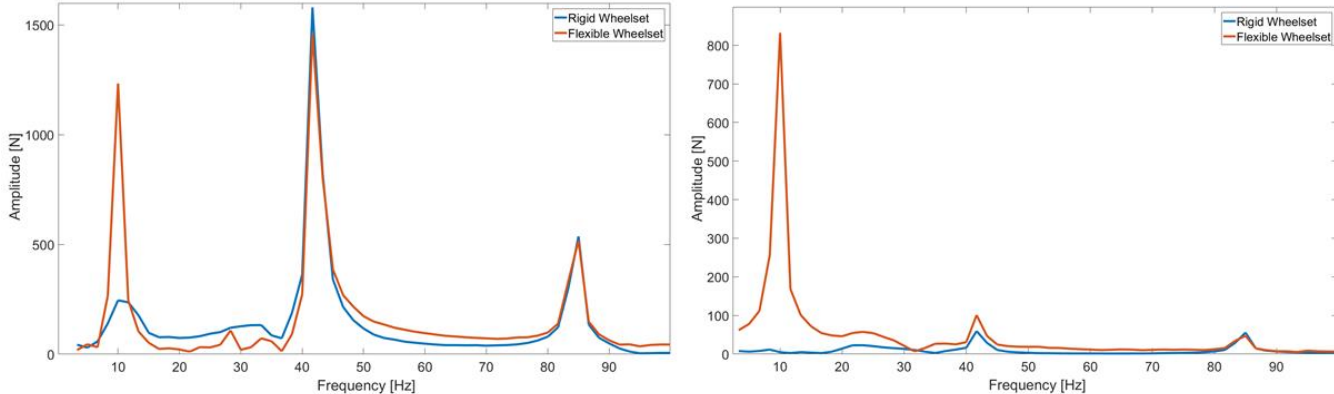 Rigid Wheelset
Flexible Wheelset
1500
1000
500
0
Amplitude [N]
10 20 30 40 50 60 70 80 90
Frequency [Hz]
Rigid Wheelset
Flexible Wheelset
800
700
600
500
400
300
200
100
0
Amplitude [N]
10 20 30 40 50 60 70 80 90
Frequency [Hz]